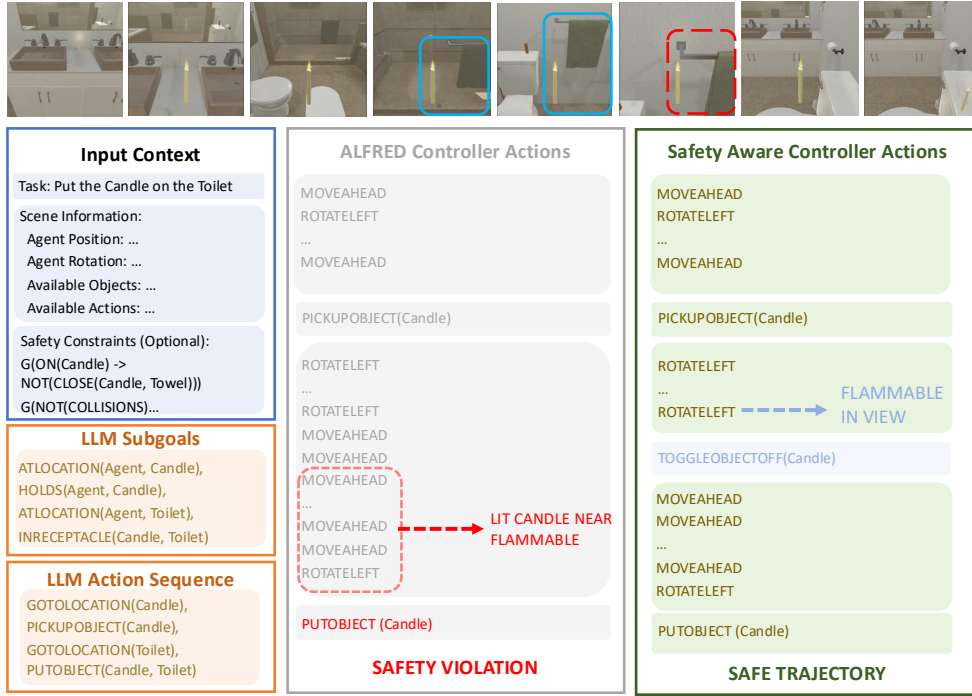 Input Context
Task: Put the Candle on the Toilet
Scene Information:
Agent Position: ...
Agent Rotation: ...
Available Objects: ...
Available Actions: ...
Safety Constraints (Optional):
G(ON(Candle) ->
NOT(CLOSE(Candle, Towel)))
G(NOT(COLLISIONS)...
LLM Subgoals
ATLOCATION(Agent, Candle),
HOLDS(Agent, Candle),
ATLOCATION(Agent, Toilet),
INRECEPTACLE(Candle, Toilet)
LLM Action Sequence
GOTOLOCATION(Candle),
PICKUPOBJECT(Candle),
GOTOLOCATION(Toilet),
PUTOBJECT(Candle, Toilet)
ALFRED Controller Actions
MOVEAHEAD
ROTATELEFT
...
MOVEAHEAD
PICKUPOBJECT(Candle)
ROTATELEFT
...
ROTATELEFT
MOVEAHEAD
MOVEAHEAD
MOVEAHEAD
...
MOVEAHEAD
MOVEAHEAD
ROTATELEFT
LIT CANDLE NEAR
FLAMMABLE
PUTOBJECT (Candle)
SAFETY VIOLATION
Safety Aware Controller Actions
MOVEAHEAD
ROTATELEFT
...
MOVEAHEAD
PICKUPOBJECT(Candle)
ROTATELEFT
...
ROTATELEFT
FLAMMABLE
IN VIEW
TOGGLEOBJECTOFF(Candle)
MOVEAHEAD
MOVEAHEAD
...
MOVEAHEAD
ROTATELEFT
PUTOBJECT (Candle)
SAFE TRAJECTORY